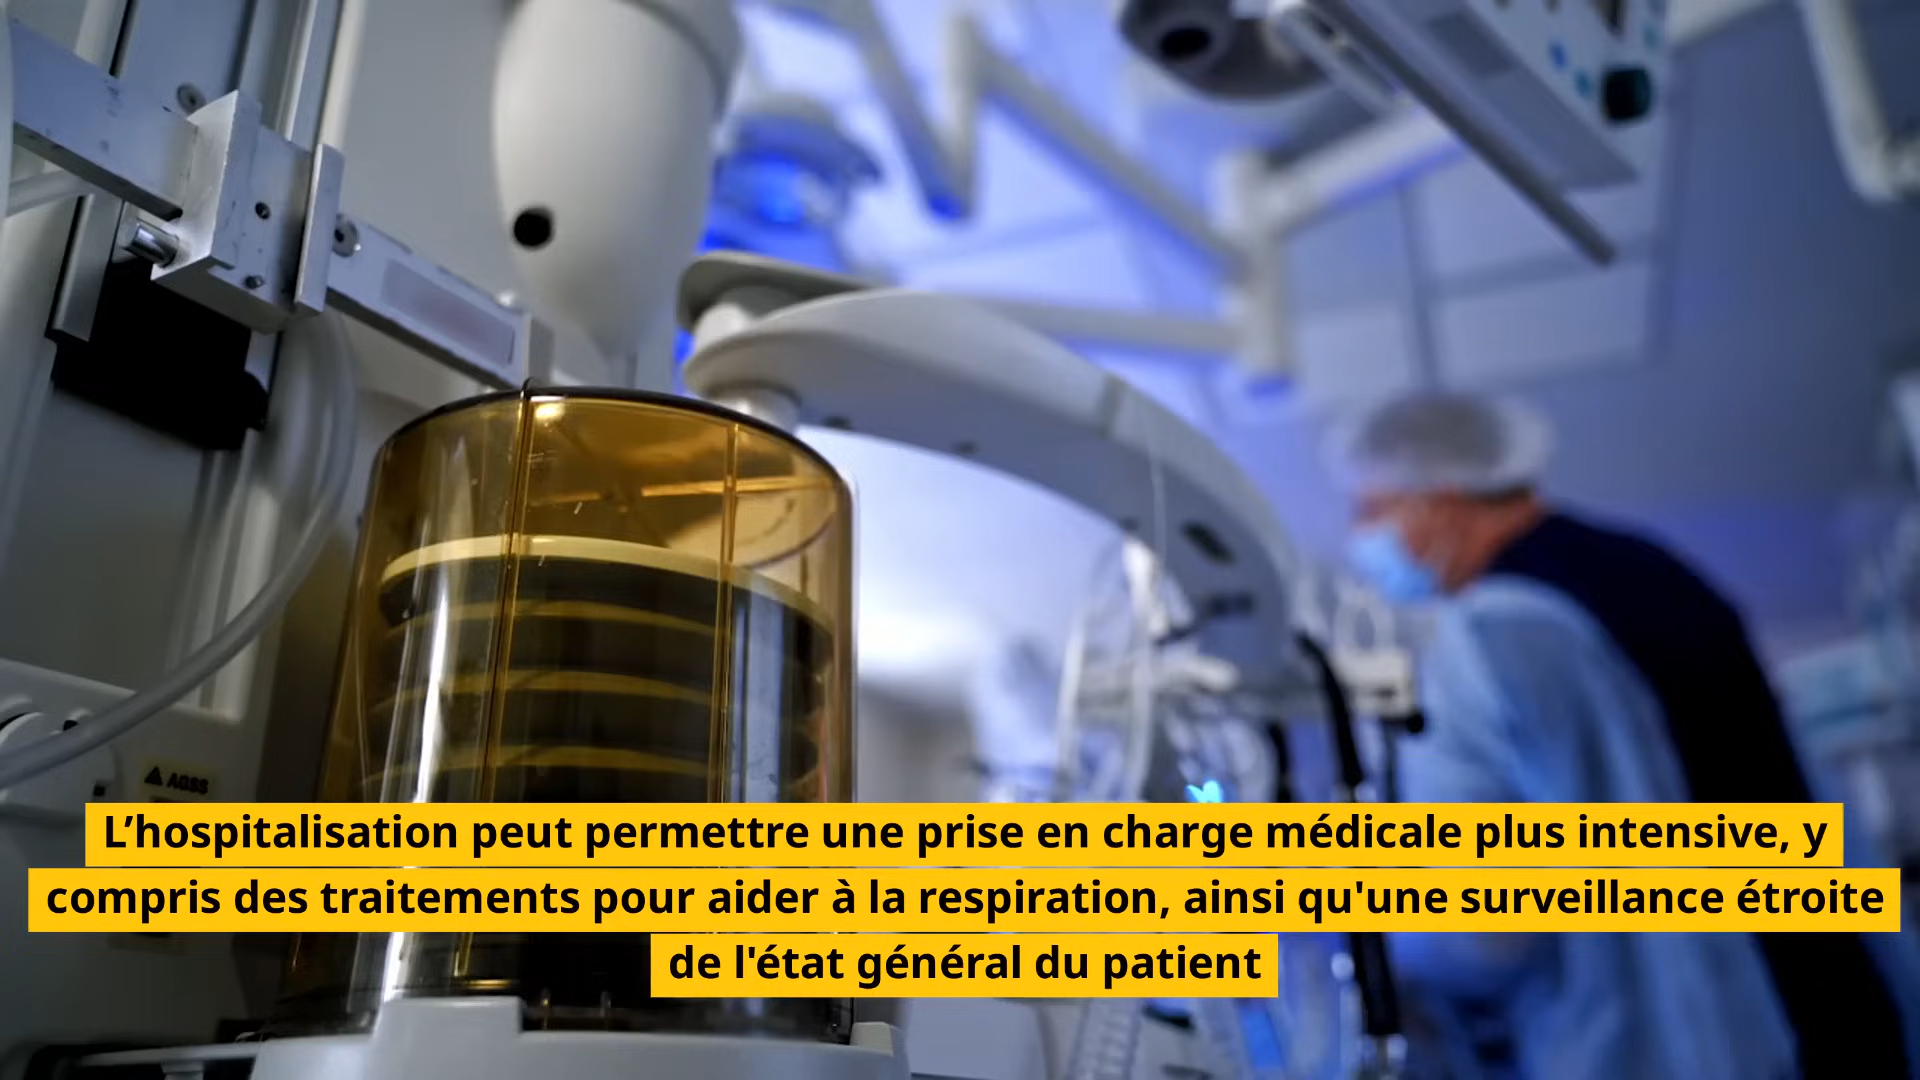 ⚠ AGSS
L’hospitalisation peut permettre une prise en charge médicale plus intensive, y
compris des traitements pour aider à la respiration, ainsi qu'une surveillance étroite
de l'état général du patient